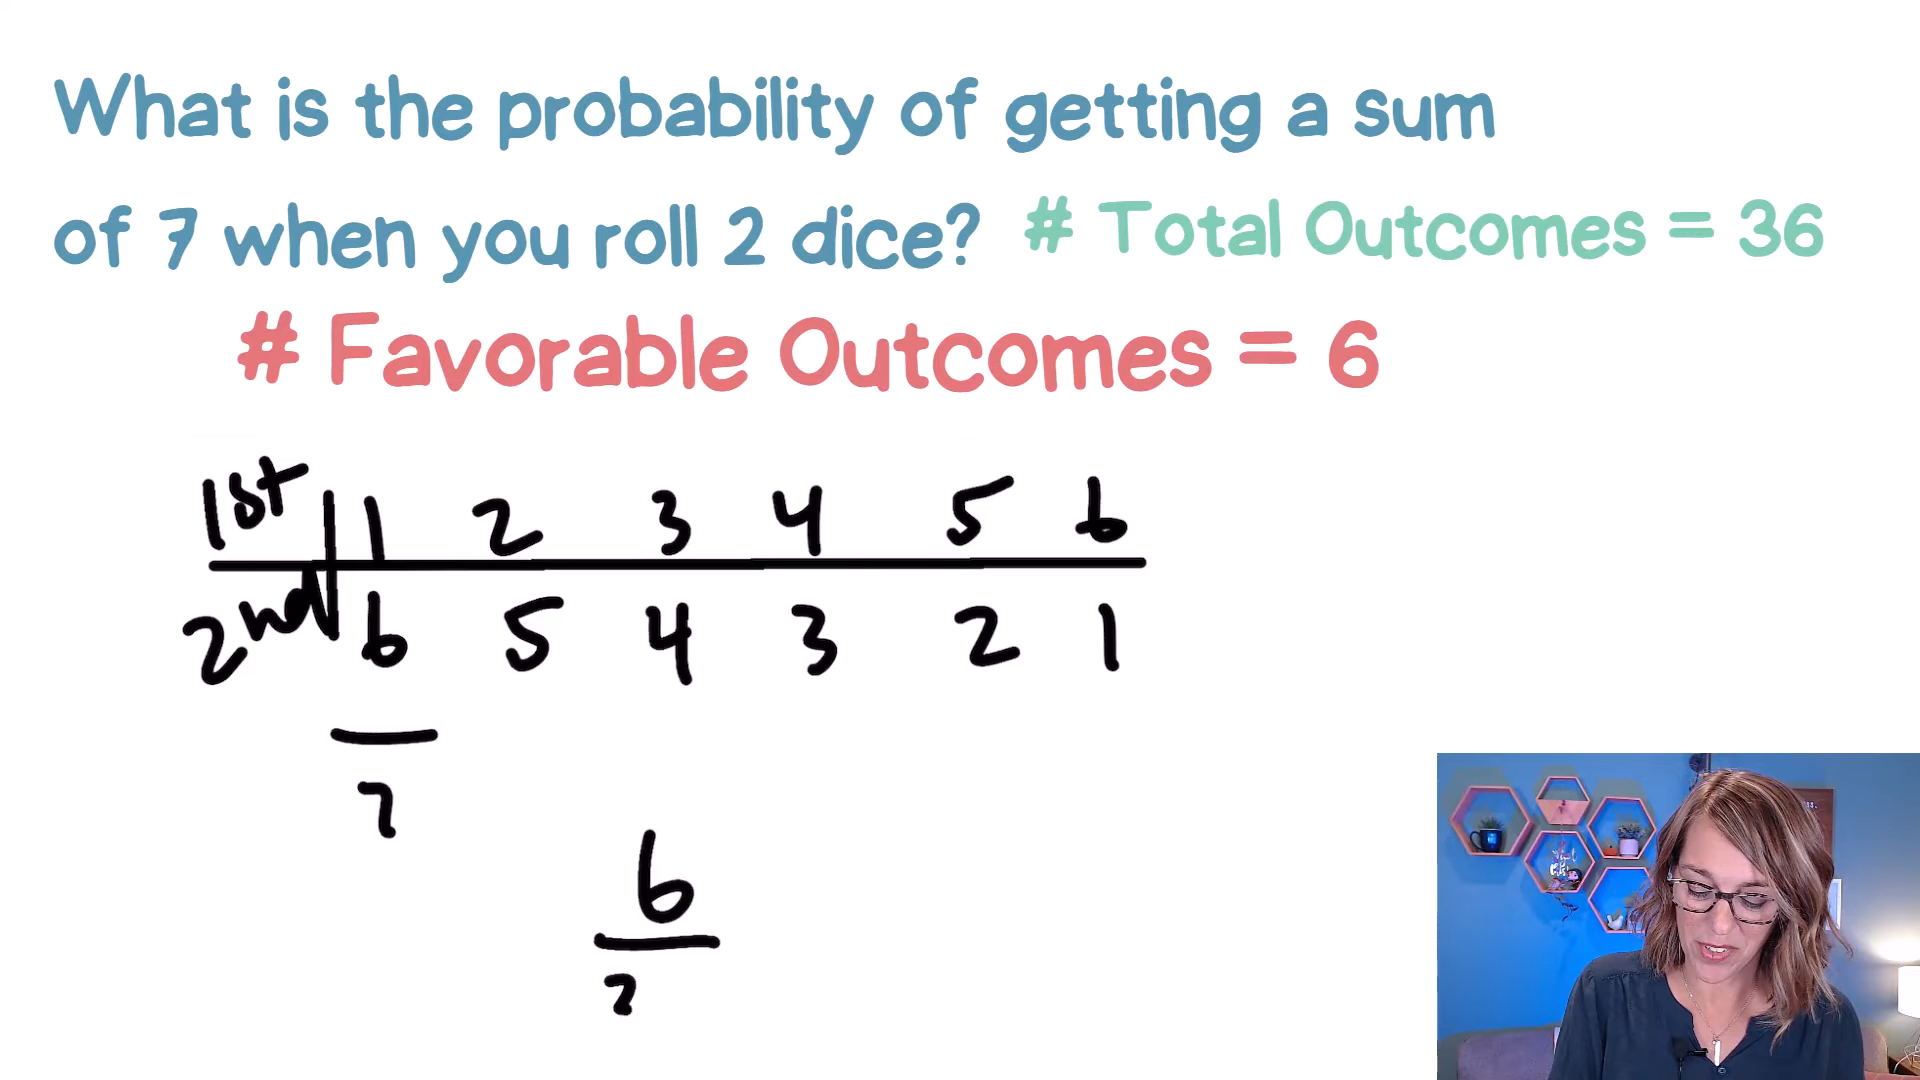 What is the probability of getting a sum
of 7 when you roll 2 dice? # Total Outcomes = 36
# Favorable Outcomes = 6
1st 1 2 3 4 5 6
2nd 6 5 4 3 2 1
7
6